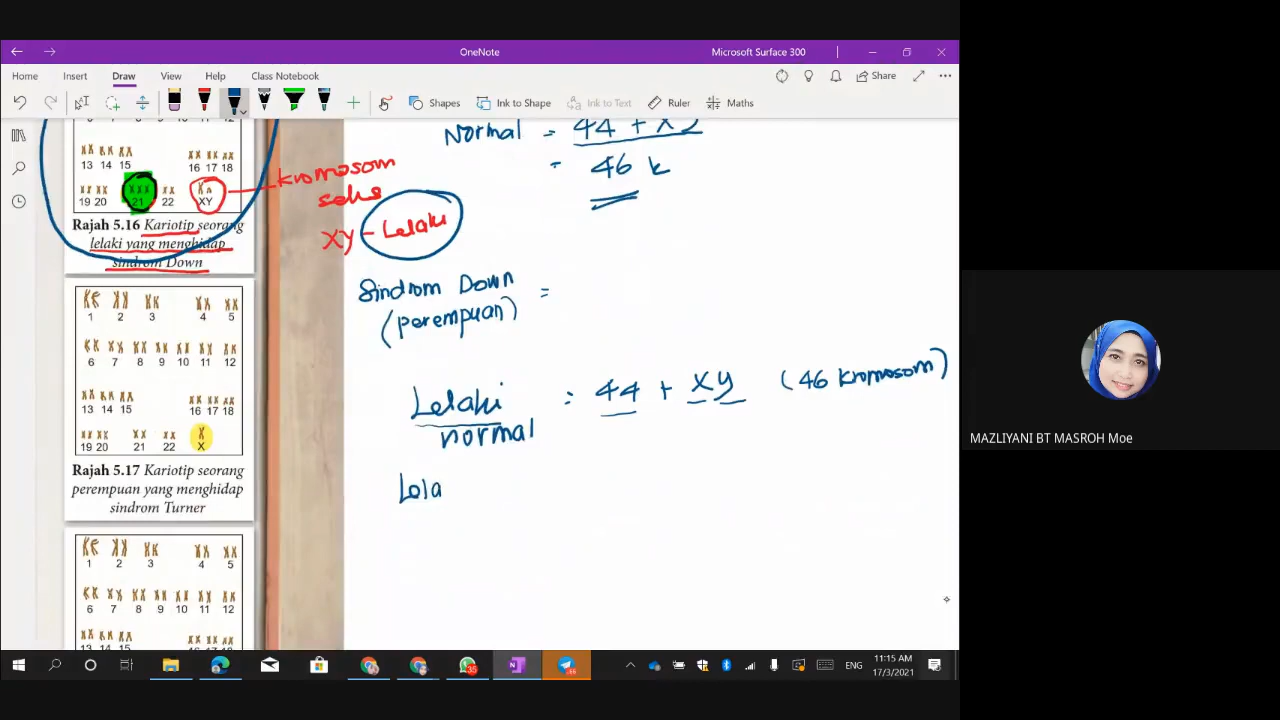 OneNote
Microsoft Surface 300
Home Insert Draw View Help Class Notebook
Share
Shapes Ink to Shape Ink to Text Ruler Maths
Normal = 44 + XY
= 46 k
13 14 15 16 17 18
19 20 21 22 XY
kromosom
seks
XY - Lelaki
Rajah 5.16 Kariotip seorang
lelaki yang menghidap
sindrom Down
Sindrom Down =
(perempuan)
1 2 3 4 5
6 7 8 9 10 11 12
13 14 15 16 17 18
19 20 21 22 X
Rajah 5.17 Kariotip seorang
perempuan yang menghidap
sindrom Turner
Lelaki = 44 + XY (46 kromosom)
normal
Lela
1 2 3 4 5
6 7 8 9 10 11 12
13 14 15 16 17 18
MAZLIYANI BT MASROH Moe
35
ENG
11:15 AM
17/3/2021